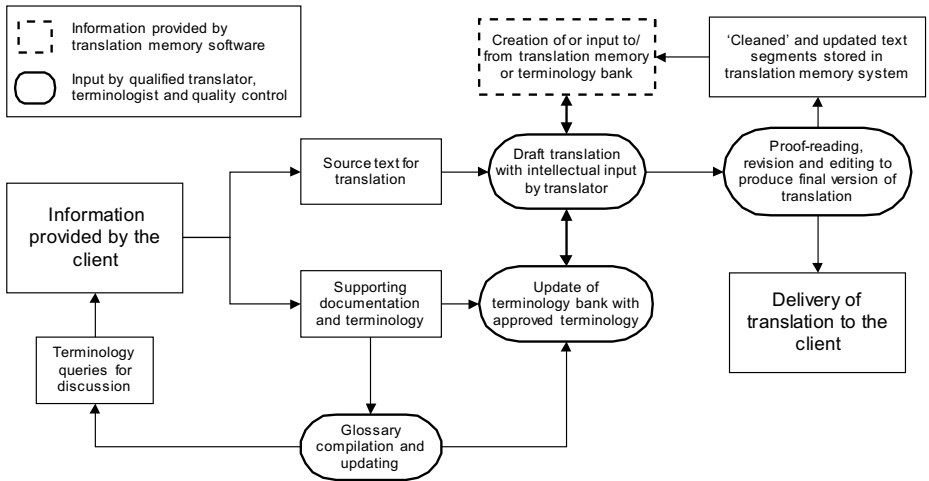 Information provided by
translation memory software
Input by qualified translator,
terminologist and quality control
Creation of or input to/
from translation memory
or terminology bank
‘Cleaned’ and updated text
segments stored in
translation memory system
Source text for
translation
Draft translation
with intellectual input
by translator
Proof-reading,
revision and editing to
produce final version of
translation
Information
provided by the
client
Supporting
documentation
and terminology
Update of
terminology bank with
approved terminology
Delivery of
translation to the
client
Terminology
queries for
discussion
Glossary
compilation and
updating